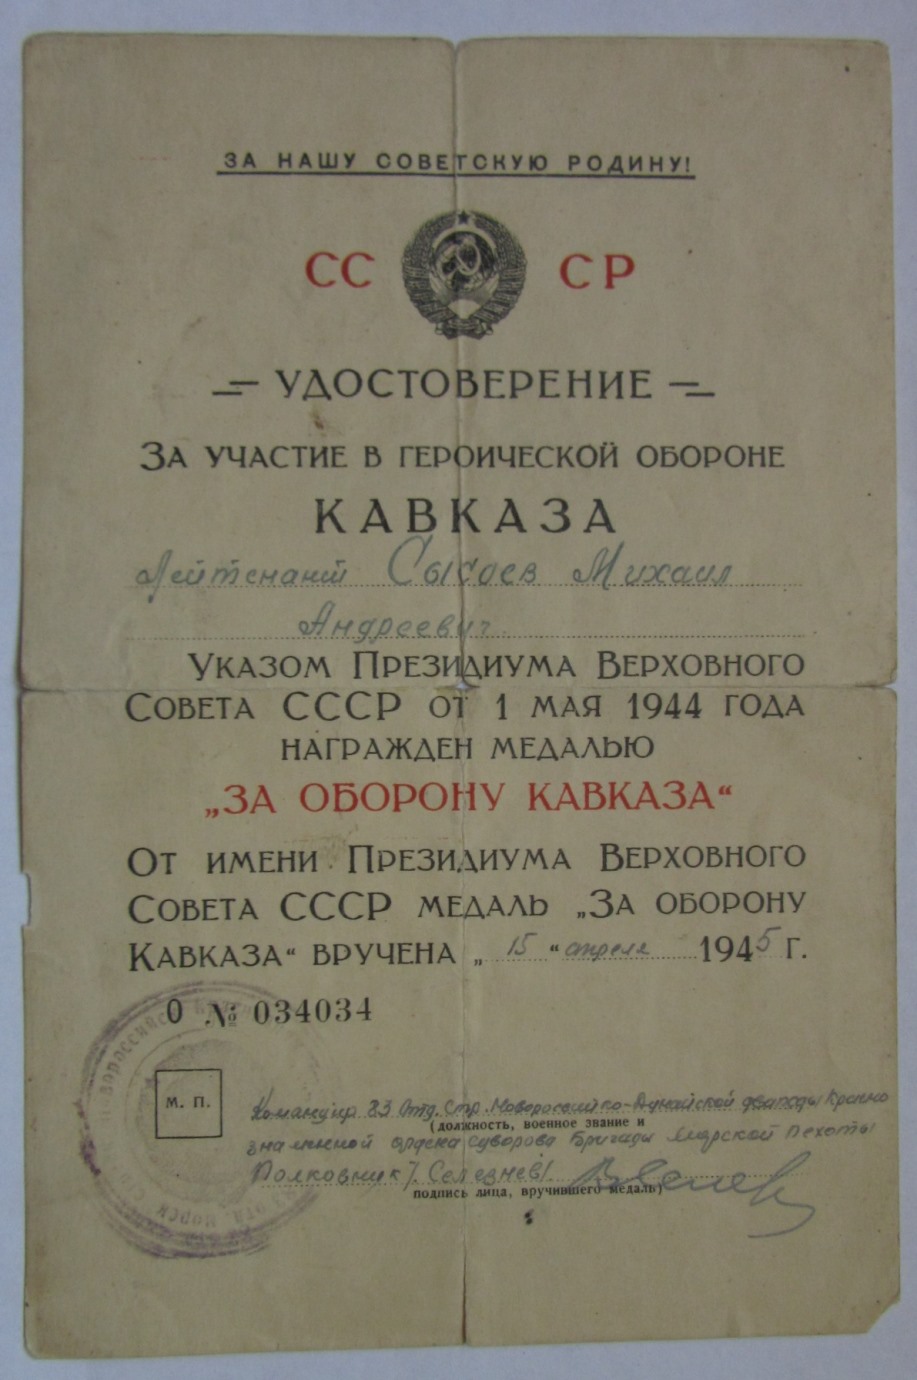 ЗА НАШУ СОВЕТСКУЮ РОДИНУ!
СС СР
УДОСТОВЕРЕНИЕ
ЗА УЧАСТИЕ В ГЕРОИЧЕСКОЙ ОБОРОНЕ
КАВКАЗА
Лейтенант Сысоев Михаил
Андреевич
УКАЗОМ ПРЕЗИДИУМА ВЕРХОВНОГО
СОВЕТА СССР ОТ 1 МАЯ 1944 ГОДА
НАГРАЖДЕН МЕДАЛЬЮ
„ЗА ОБОРОНУ КАВКАЗА“
ОТ ИМЕНИ ПРЕЗИДИУМА ВЕРХОВНОГО
СОВЕТА СССР МЕДАЛЬ „ЗА ОБОРОНУ
КАВКАЗА“ ВРУЧЕНА „15“ апреля 1945 Г.
О № 034034
М. П.
Командир 83 Отд. Стр. Новороссийско-Дунайской дважды Красно
(должность, военное звание и
знаменной ордена Суворова Бригады Морской Пехоты
Полковник /. Селезнев/
подпись лица, вручившего медаль)